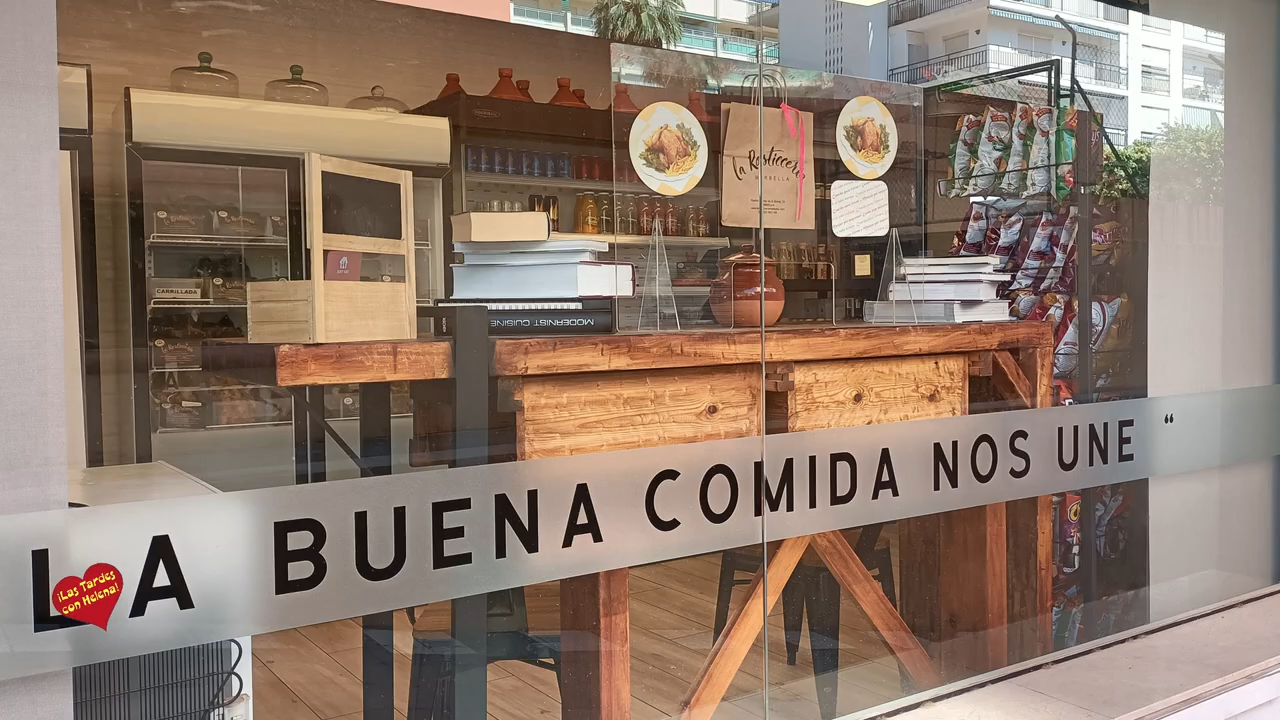 la Rosticceria
MARBELLA
CARRILLADA
MODERNIST CUISINE
LA BUENA COMIDA NOS UNE "
¡Las Tardes
con Helena!